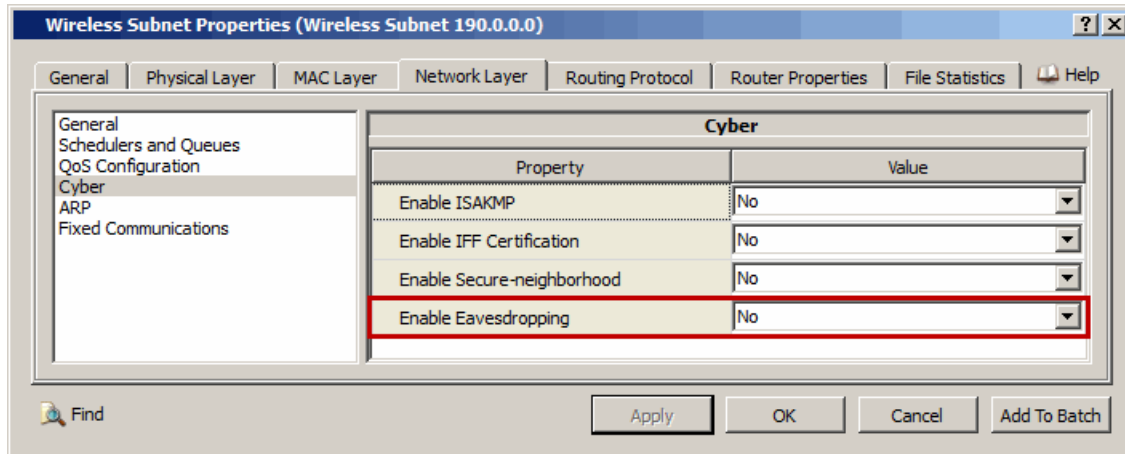 Wireless Subnet Properties (Wireless Subnet 190.0.0.0)
? X
General Physical Layer MAC Layer Network Layer Routing Protocol Router Properties File Statistics Help
General
Schedulers and Queues
QoS Configuration
Cyber
ARP
Fixed Communications
Cyber
Property Value
Enable ISAKMP No
Enable IFF Certification No
Enable Secure-neighborhood No
Enable Eavesdropping No
Find Apply OK Cancel Add To Batch